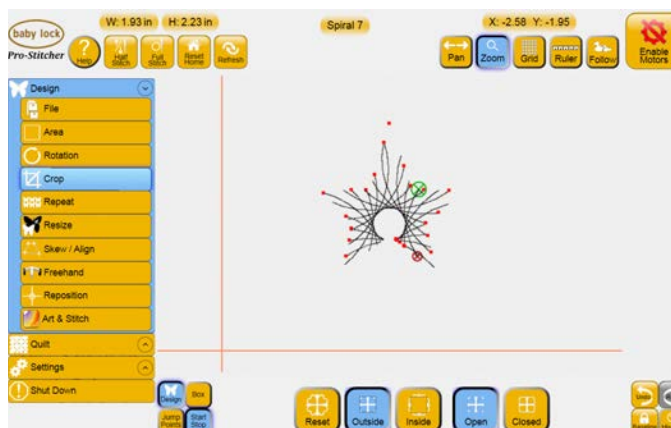 baby lock
Pro-Stitcher
W: 1.93 in H: 2.23 in
Spiral 7
X: -2.58 Y: -1.95
Help
Half Stitch
Full Stitch
Reset Home
Refresh
Pan
Zoom
Grid
Ruler
Follow
Enable Motors
Design
File
Area
Rotation
Crop
Repeat
Resize
Skew / Align
Freehand
Reposition
Art & Stitch
Quilt
Settings
Shut Down
Design
Box
Jump Points
Start Stop
Reset
Outside
Inside
Open
Closed
Undo